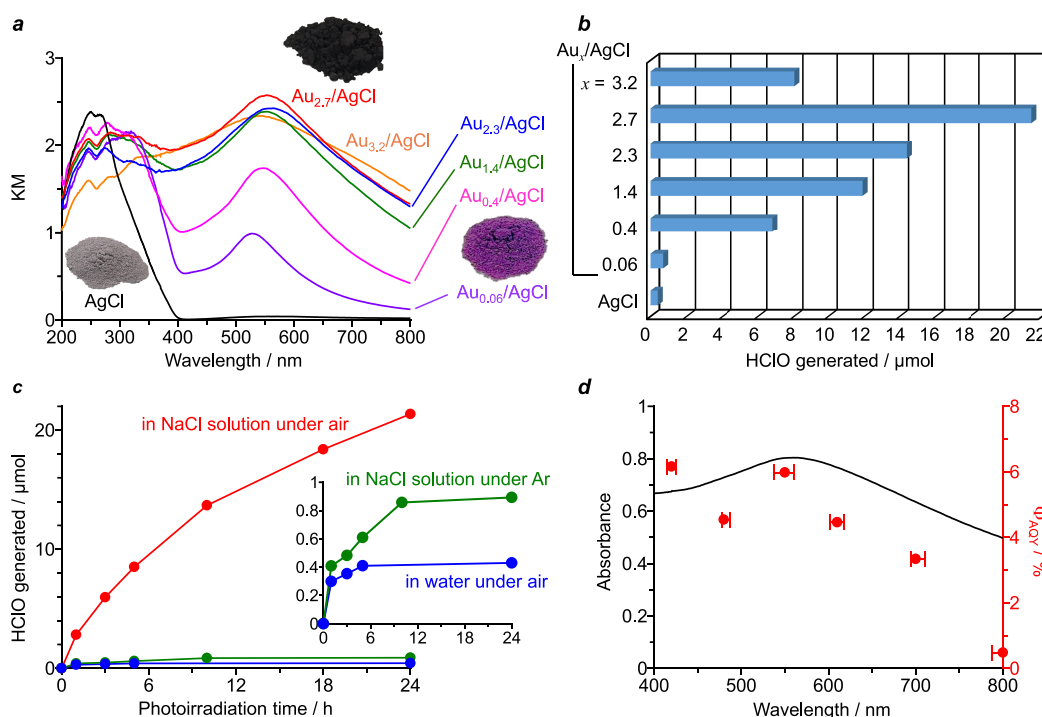 a
3
2
1
0
KM
200 300 400 500 600 700 800
Wavelength / nm
Au2.7/AgCl
Au3.2/AgCl
Au2.3/AgCl
Au1.4/AgCl
Au0.4/AgCl
Au0.06/AgCl
AgCl
b
Aux/AgCl
x = 3.2
2.7
2.3
1.4
0.4
0.06
AgCl
0 2 4 6 8 10 12 14 16 18 20 22
HClO generated / µmol
c
20
10
0
HClO generated / µmol
in NaCl solution under air
in NaCl solution under Ar
in water under air
1
0.8
0.6
0.4
0.2
0
0 6 12 18 24
0 6 12 18 24
Photoirradiation time / h
d
1
0.8
0.6
0.4
0.2
0
Absorbance
8
6
4
2
0
φAQY / %
400 500 600 700 800
Wavelength / nm